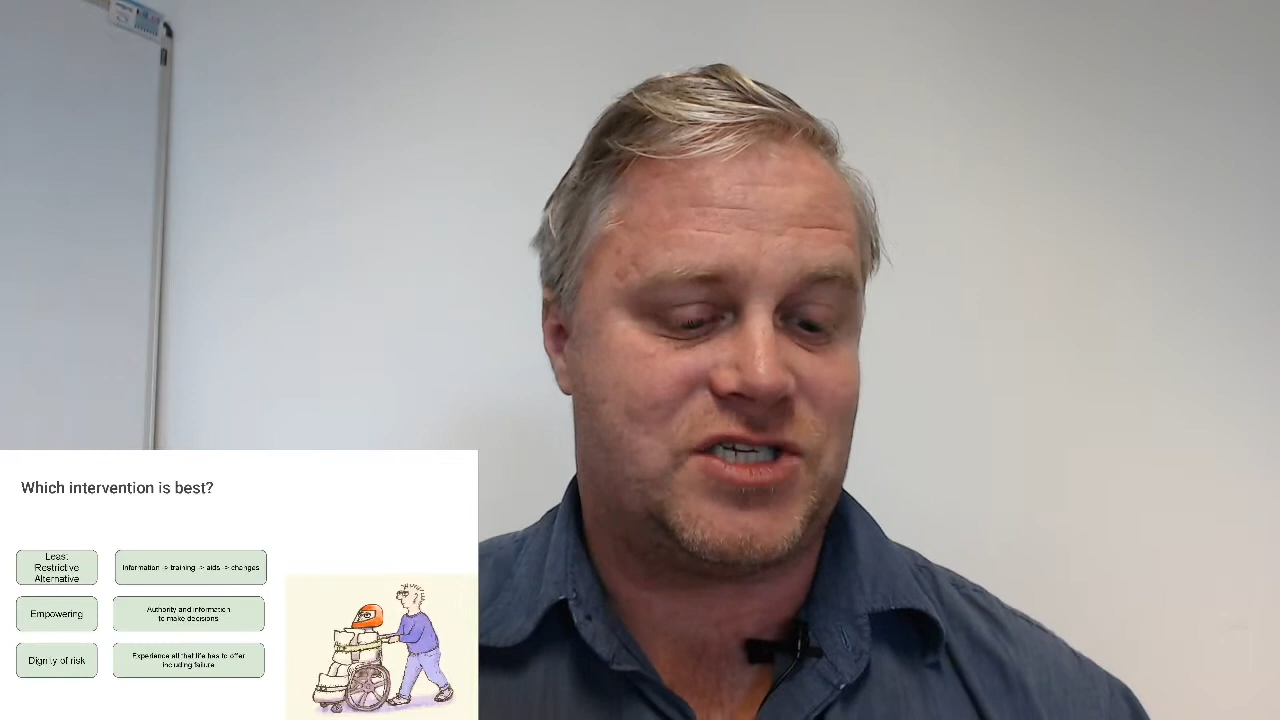 Which intervention is best?
Least
Restrictive
Alternative
Information -> training -> aids -> changes
Empowering
Authority and information
to make decisions
Dignity of risk
Experience all that life has to offer
including failure